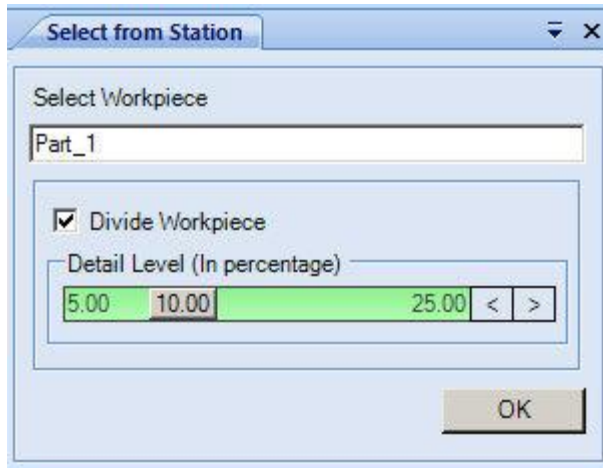 Select from Station
Select Workpiece
Part_1
Divide Workpiece
Detail Level (In percentage)
5.00 10.00 25.00 < >
OK